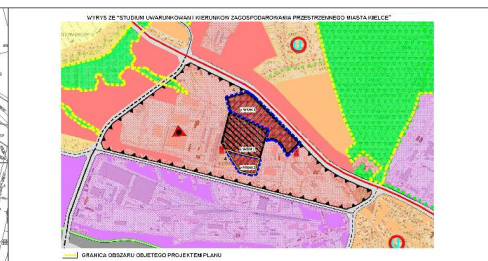 WYRYS ZE "STUDIUM UWARUNKOWAŃ I KIERUNKÓW ZAGOSPODAROWANIA PRZESTRZENNEGO MIASTA KIELCE"
GRANICA OBSZARU OBJĘTEGO PROJEKTEM PLANU